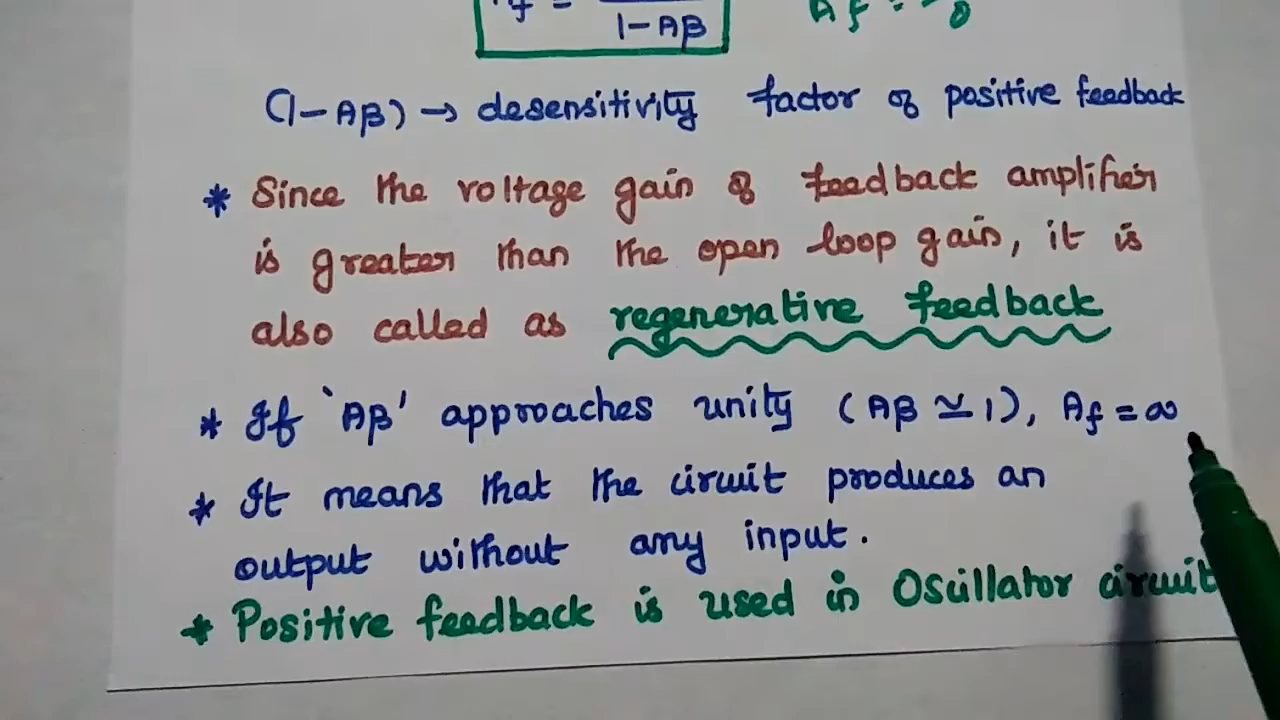 1-Aβ
(1-Aβ) → desensitivity factor of positive feedback
* Since the voltage gain of feedback amplifier
is greater than the open loop gain, it is
also called as regenerative feedback
* If 'Aβ' approaches unity (Aβ ≃ 1), Af = ∞
* It means that the circuit produces an
output without any input.
* Positive feedback is used in Oscillator circuit